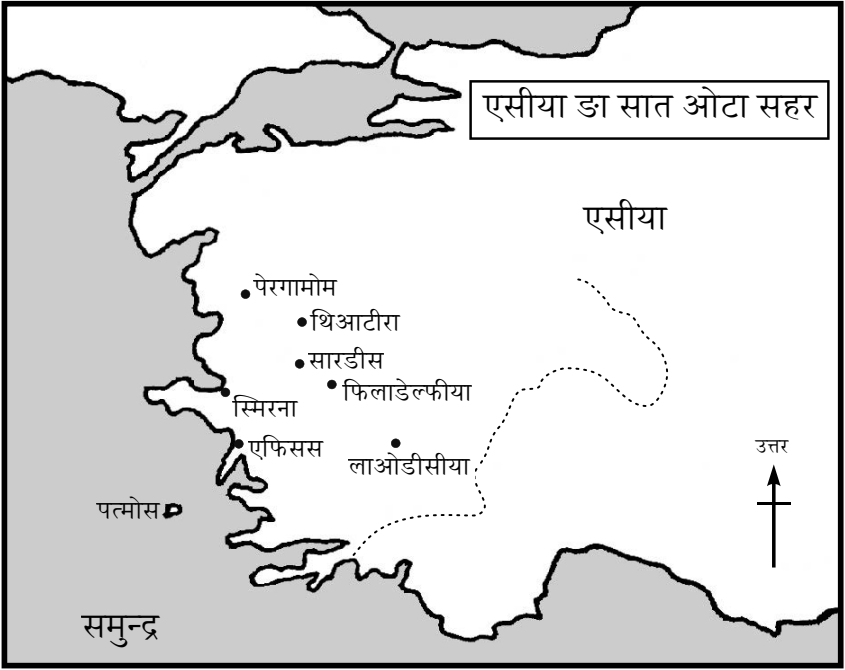 एसीया ङा सात ओटा सहर
एसीया
पेरगामोम
थिआटीरा
सारडीस
फिलाडेल्फीया
स्मिरना
एफिसस
लाओडीसीया
उत्तर
पत्मोस
समुन्द्र